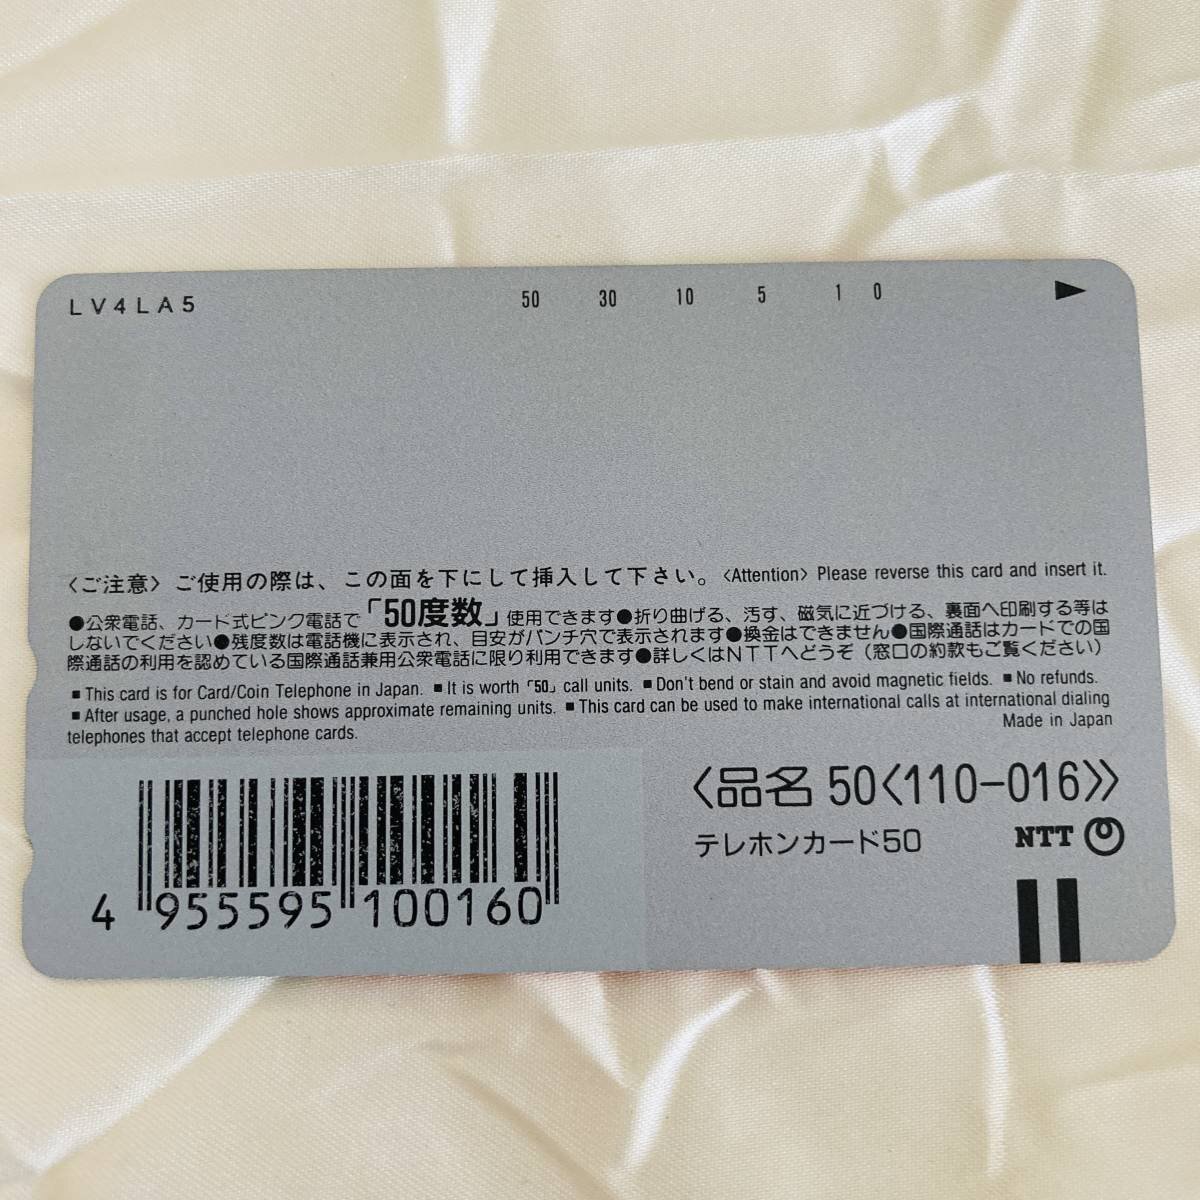 LV4LA5 50 30 10 5 1 0 ▶
〈ご注意〉ご使用の際は、この面を下にして挿入して下さい。〈Attention〉Please reverse this card and insert it.
●公衆電話、カード式ピンク電話で「50度数」使用できます●折り曲げる、汚す、磁気に近づける、裏面へ印刷する等は
しないでください●残度数は電話機に表示され、目安がパンチ穴で表示されます●換金はできません●国際通話はカードでの国
際通話の利用を認めている国際通話兼用公衆電話に限り利用できます●詳しくはNTTへどうぞ（窓口の約款もご覧ください）
■This card is for Card/Coin Telephone in Japan. ■It is worth「50」call units. ■Don't bend or stain and avoid magnetic fields. ■No refunds.
■After usage, a punched hole shows approximate remaining units. ■This card can be used to make international calls at international dialing
telephones that accept telephone cards. Made in Japan
〈品名 50〈110-016〉〉
テレホンカード50 NTT
4 955595 100160